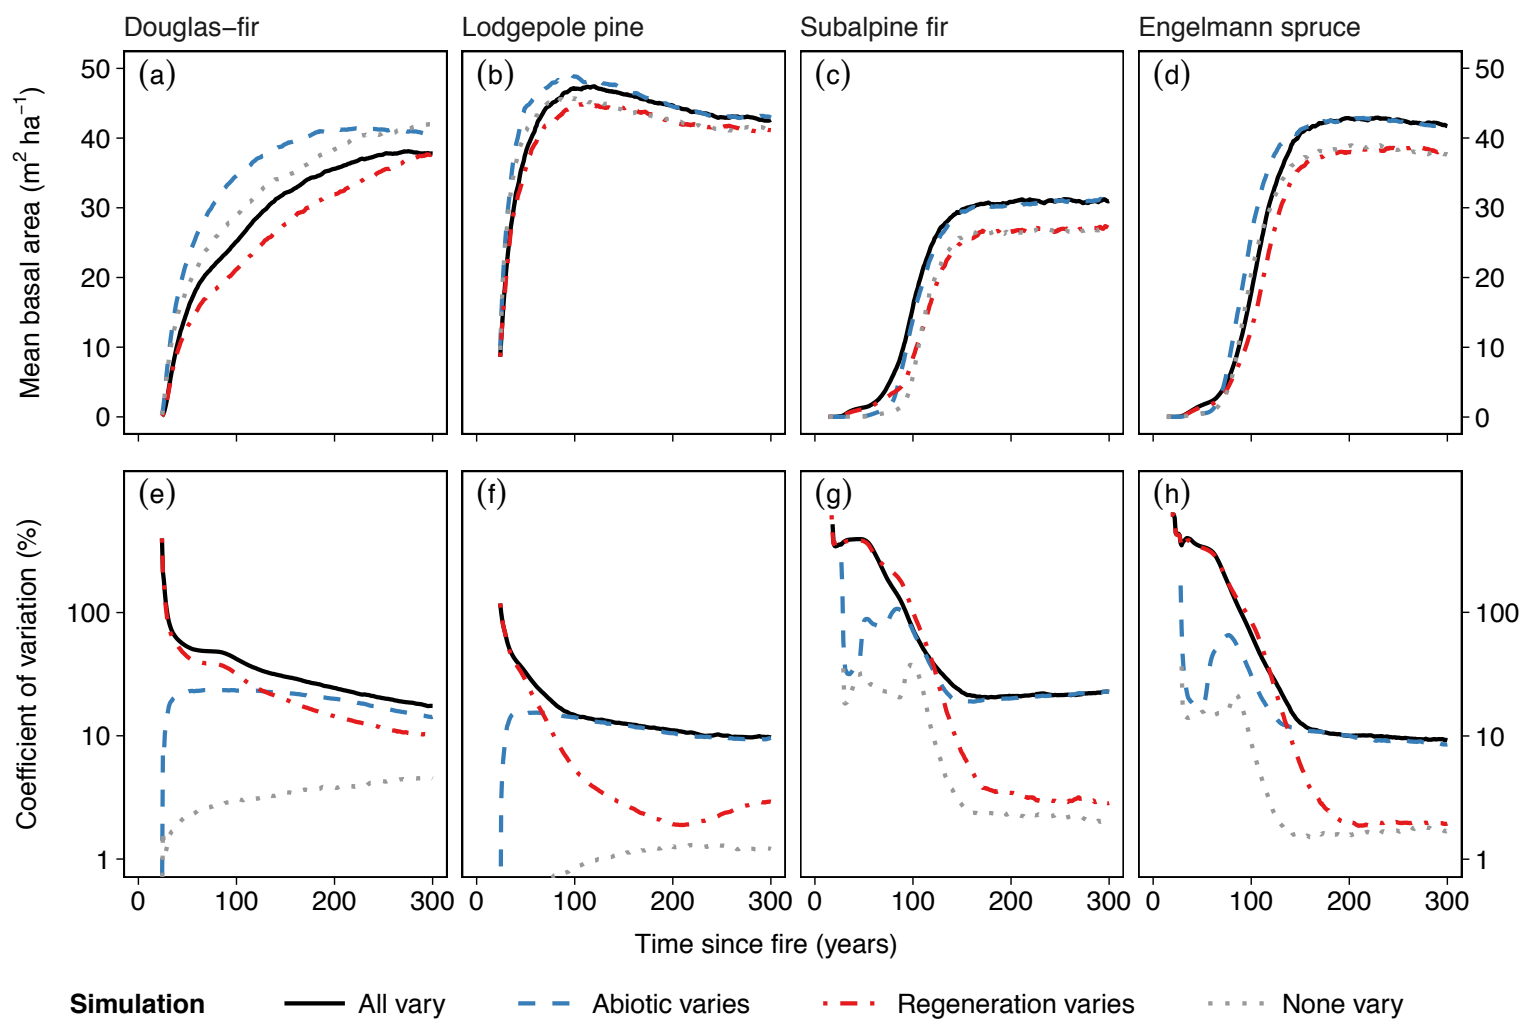 Douglas−fir Lodgepole pine Subalpine fir Engelmann spruce
(a) (b) (c) (d)
Mean basal area (m² ha⁻¹)
50 50
40 40
30 30
20 20
10 10
0 0
(e) (f) (g) (h)
Coefficient of variation (%)
100 100
10 10
1 1
0 100 200 300 0 100 200 300 0 100 200 300 0 100 200 300
Time since fire (years)
Simulation All vary Abiotic varies Regeneration varies None vary